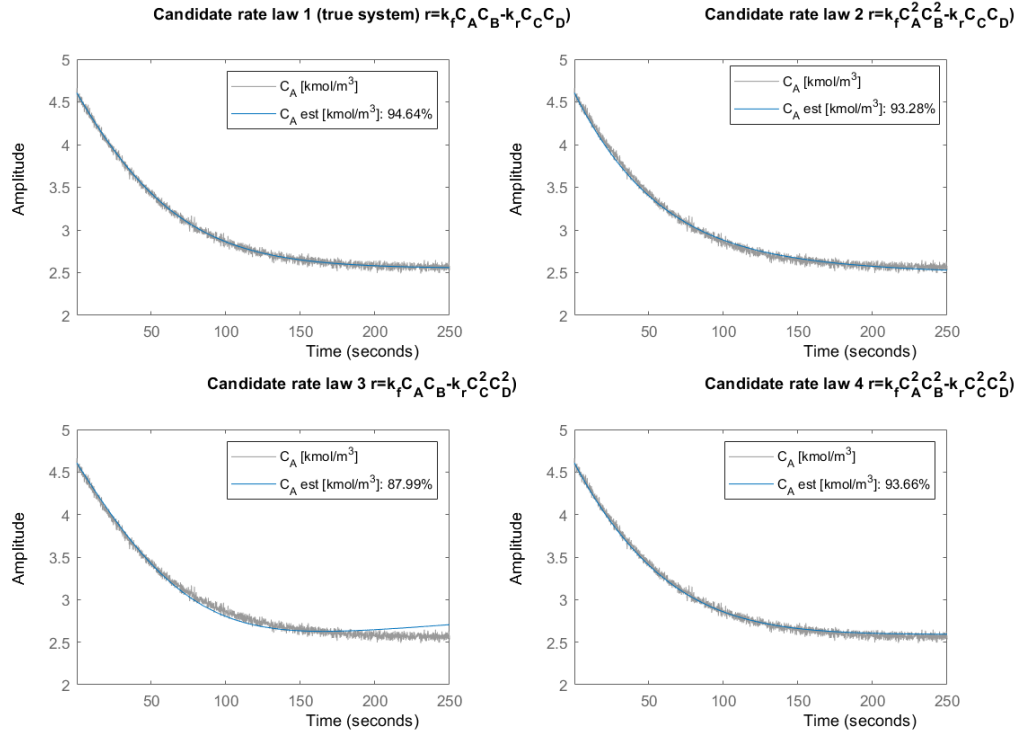 Candidate rate law 1 (true system) r=k_fC_AC_B-k_rC_CC_D)
5
4.5
4
3.5
3
2.5
2
Amplitude
C_A [kmol/m^3]
C_A est [kmol/m^3]: 94.64%
50 100 150 200 250
Time (seconds)
Candidate rate law 2 r=k_fC_A^2C_B^2-k_rC_CC_D)
5
4.5
4
3.5
3
2.5
2
Amplitude
C_A [kmol/m^3]
C_A est [kmol/m^3]: 93.28%
50 100 150 200 250
Time (seconds)
Candidate rate law 3 r=k_fC_AC_B-k_rC_C^2C_D^2)
5
4.5
4
3.5
3
2.5
2
Amplitude
C_A [kmol/m^3]
C_A est [kmol/m^3]: 87.99%
50 100 150 200 250
Time (seconds)
Candidate rate law 4 r=k_fC_A^2C_B^2-k_rC_C^2C_D^2)
5
4.5
4
3.5
3
2.5
2
Amplitude
C_A [kmol/m^3]
C_A est [kmol/m^3]: 93.66%
50 100 150 200 250
Time (seconds)